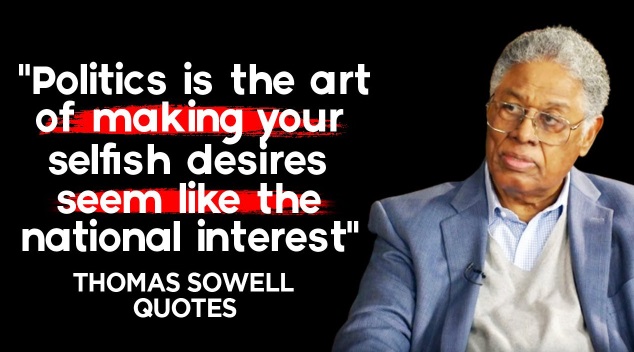 "Politics is the art
of making your
selfish desires
seem like the
national interest"
THOMAS SOWELL
QUOTES